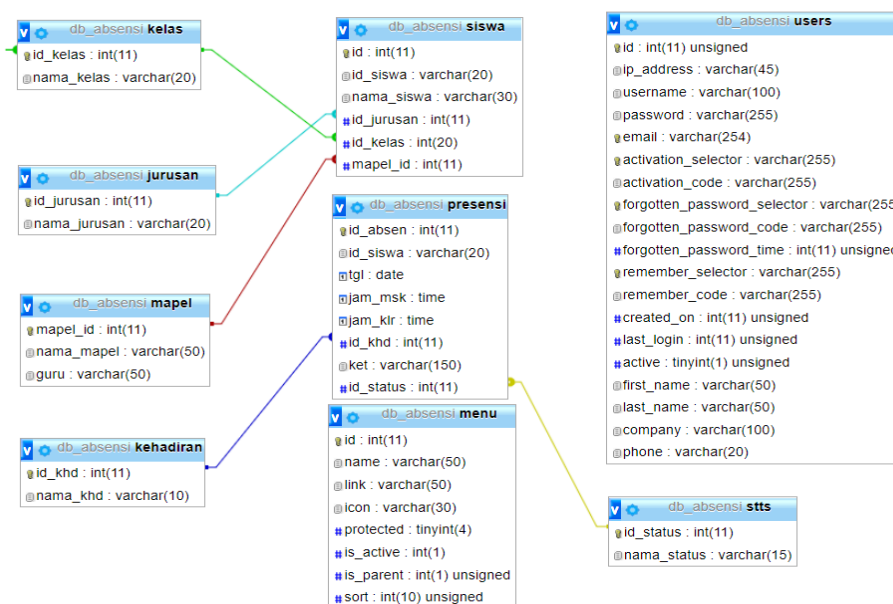 db_absensi kelas
id_kelas : int(11)
nama_kelas : varchar(20)
db_absensi jurusan
id_jurusan : int(11)
nama_jurusan : varchar(20)
db_absensi mapel
mapel_id : int(11)
nama_mapel : varchar(50)
guru : varchar(50)
db_absensi kehadiran
id_khd : int(11)
nama_khd : varchar(10)
db_absensi siswa
id : int(11)
id_siswa : varchar(20)
nama_siswa : varchar(30)
id_jurusan : int(11)
id_kelas : int(20)
mapel_id : int(11)
db_absensi presensi
id_absen : int(11)
id_siswa : varchar(20)
tgl : date
jam_msk : time
jam_klr : time
id_khd : int(11)
ket : varchar(150)
id_status : int(11)
db_absensi menu
id : int(11)
name : varchar(50)
link : varchar(50)
icon : varchar(30)
protected : tinyint(4)
is_active : int(1)
is_parent : int(1) unsigned
sort : int(10) unsigned
db_absensi users
id : int(11) unsigned
ip_address : varchar(45)
username : varchar(100)
password : varchar(255)
email : varchar(254)
activation_selector : varchar(255)
activation_code : varchar(255)
forgotten_password_selector : varchar(255
forgotten_password_code : varchar(255)
forgotten_password_time : int(11) unsigned
remember_selector : varchar(255)
remember_code : varchar(255)
created_on : int(11) unsigned
last_login : int(11) unsigned
active : tinyint(1) unsigned
first_name : varchar(50)
last_name : varchar(50)
company : varchar(100)
phone : varchar(20)
db_absensi stts
id_status : int(11)
nama_status : varchar(15)